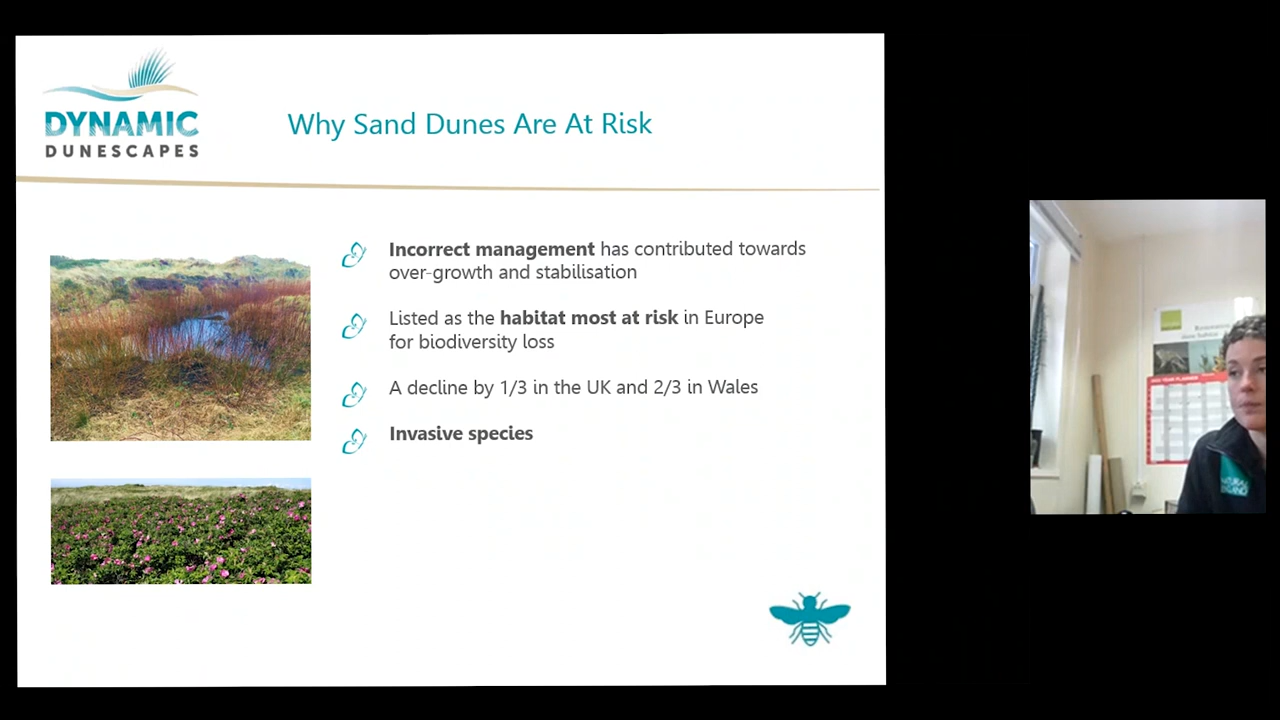 DYNAMIC
DUNESCAPES
Why Sand Dunes Are At Risk
Incorrect management has contributed towards
over-growth and stabilisation
Listed as the habitat most at risk in Europe
for biodiversity loss
A decline by 1/3 in the UK and 2/3 in Wales
Invasive species
NATURAL
ENGLAND